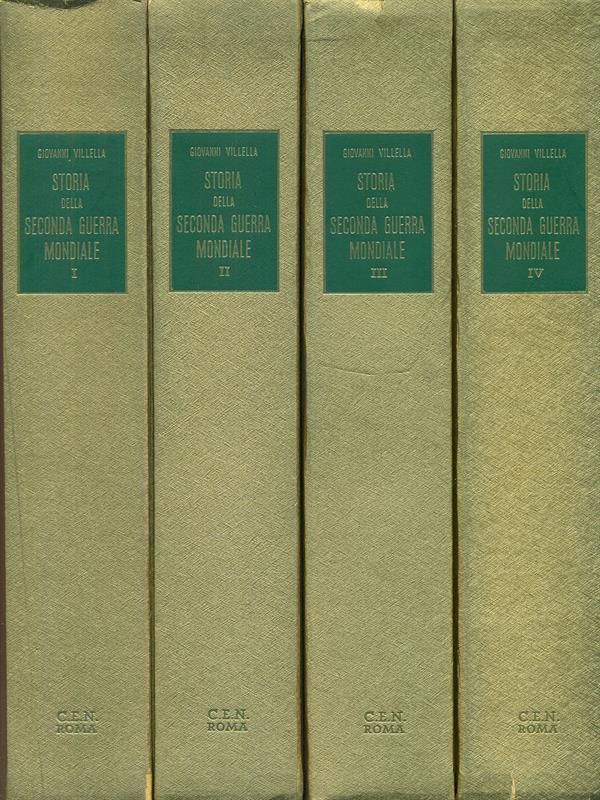 GIOVANNI VILLELLA
STORIA
DELLA
SECONDA GUERRA
MONDIALE
I
C.E.N.
ROMA
GIOVANNI VILLELLA
STORIA
DELLA
SECONDA GUERRA
MONDIALE
II
C.E.N.
ROMA
GIOVANNI VILLELLA
STORIA
DELLA
SECONDA GUERRA
MONDIALE
III
C.E.N.
ROMA
GIOVANNI VILLELLA
STORIA
DELLA
SECONDA GUERRA
MONDIALE
IV
C.E.N.
ROMA